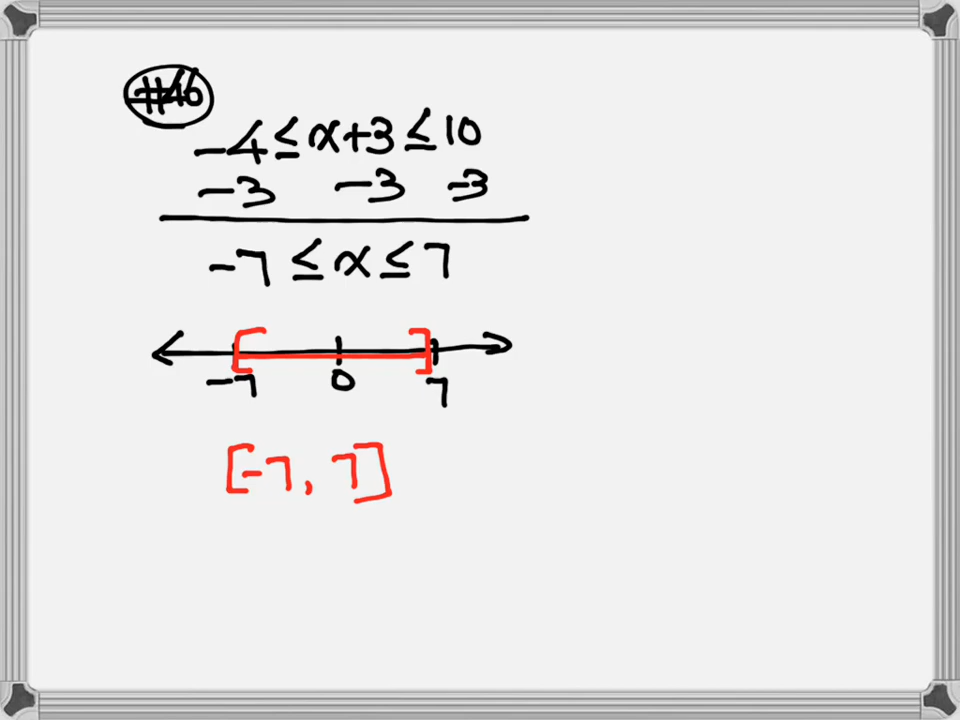 #46
-4 ≤ x+3 ≤ 10
-3 -3 -3
-7 ≤ x ≤ 7
-7 0 7
[-7, 7]